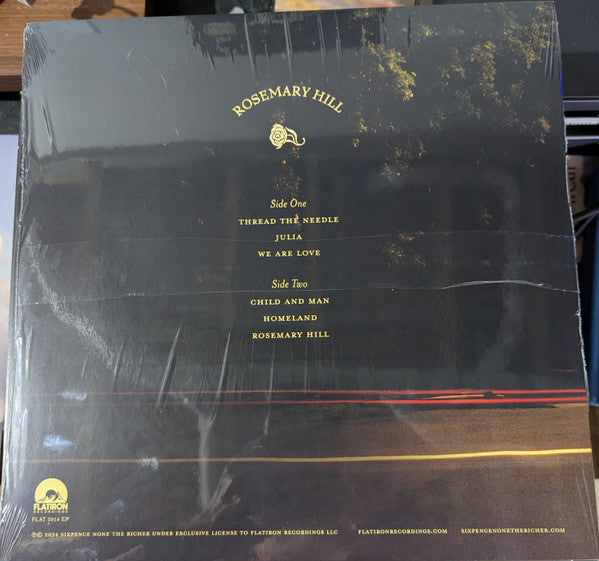 ROSEMARY HILL
Side One
THREAD THE NEEDLE
JULIA
WE ARE LOVE
Side Two
CHILD AND MAN
HOMELAND
ROSEMARY HILL
FLATIRON
RECORDINGS
FLAT 2014 EP
℗© 2024 SIXPENCE NONE THE RICHER UNDER EXCLUSIVE LICENSE TO FLATIRON RECORDINGS LLC FLATIRONRECORDINGS.COM SIXPENCENONETHERICHER.COM